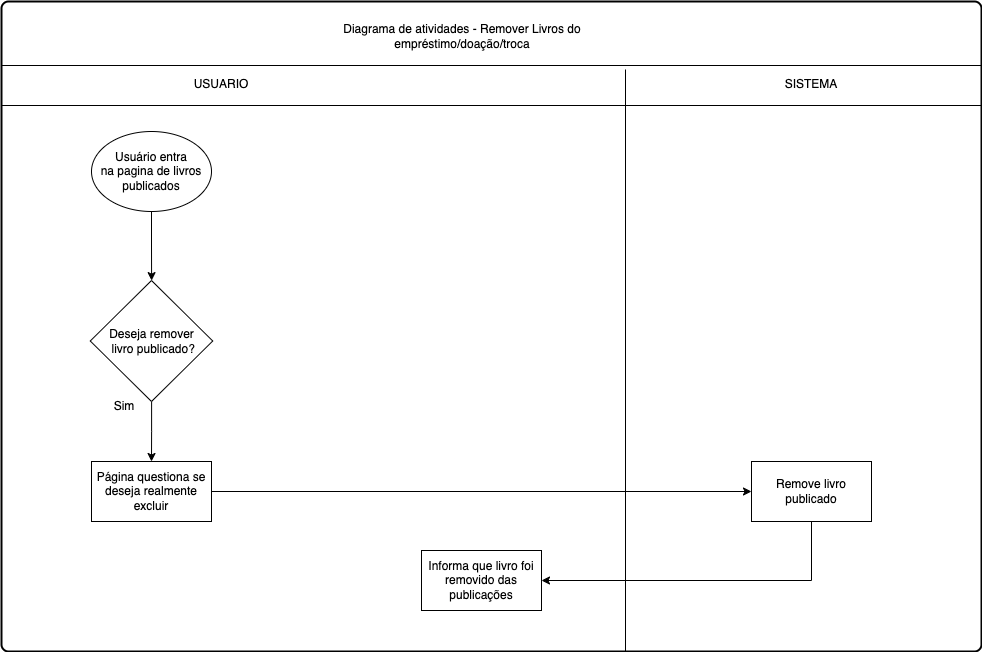 Diagrama de atividades - Remover Livros do
empréstimo/doação/troca
USUARIO
SISTEMA
Usuário entra
na pagina de livros
publicados
Deseja remover
livro publicado?
Sim
Página questiona se
deseja realmente
excluir
Remove livro
publicado
Informa que livro foi
removido das
publicações